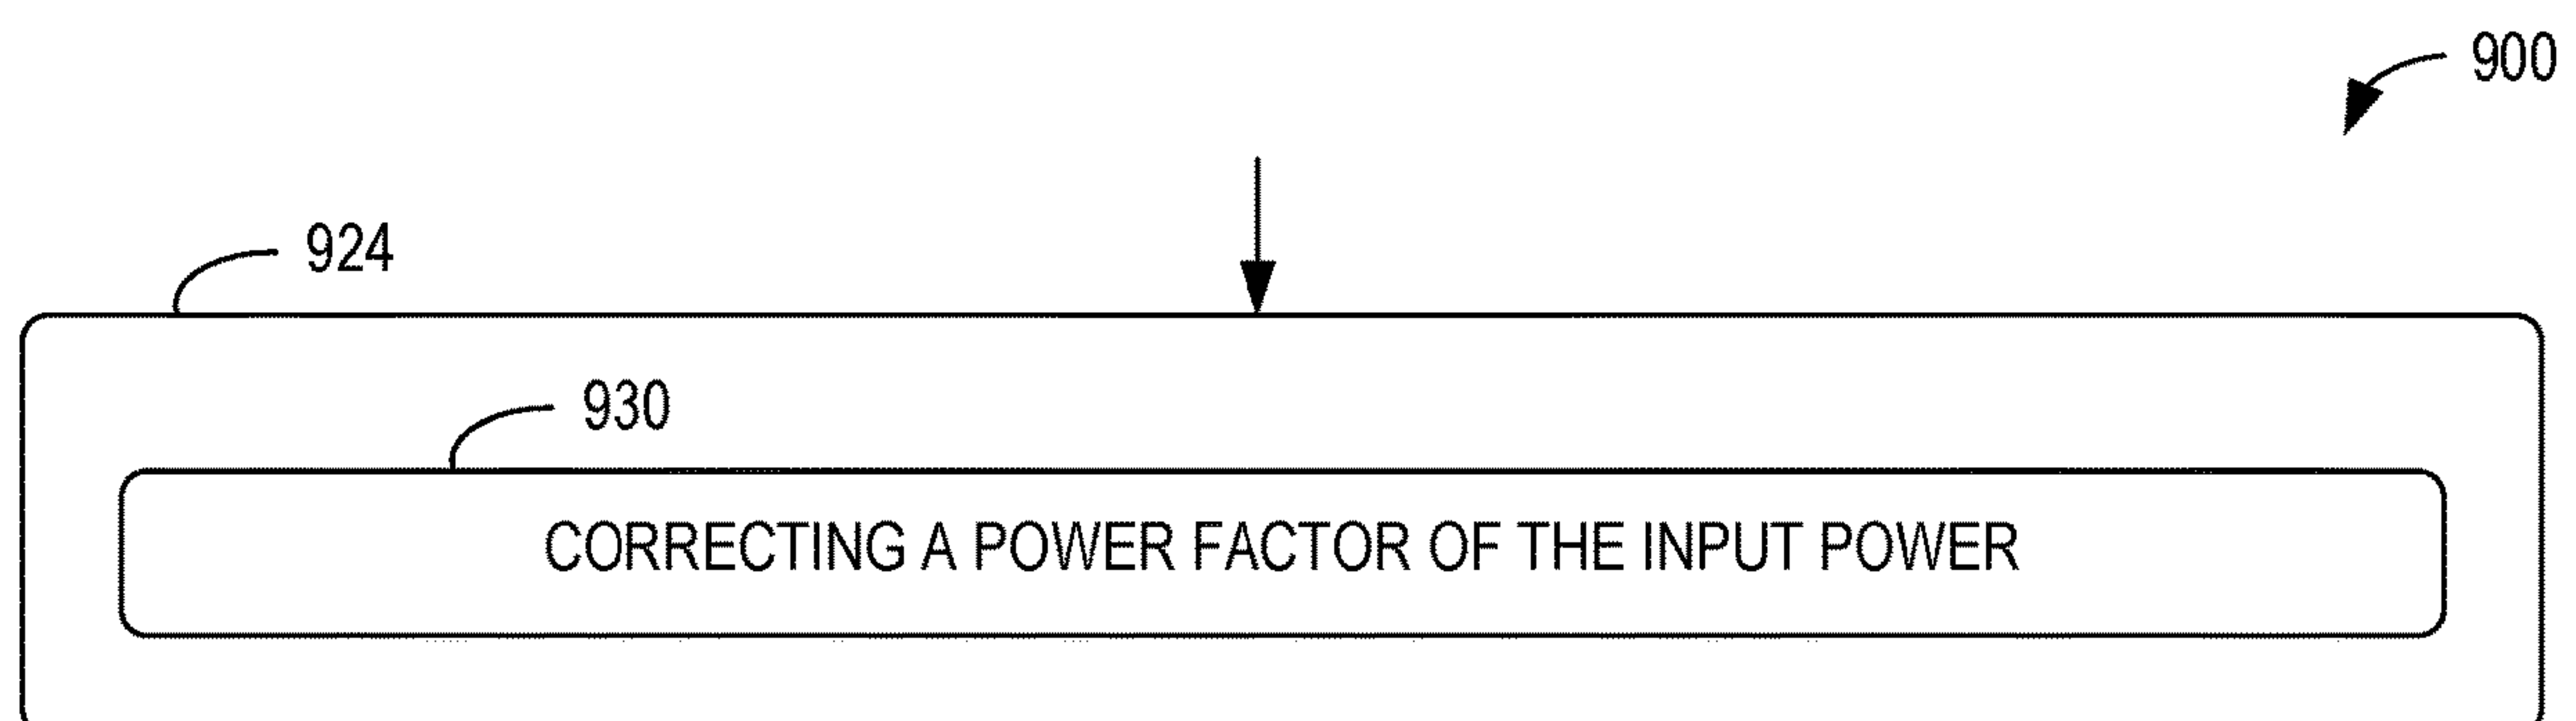 900
924
930
CORRECTING A POWER FACTOR OF THE INPUT POWER